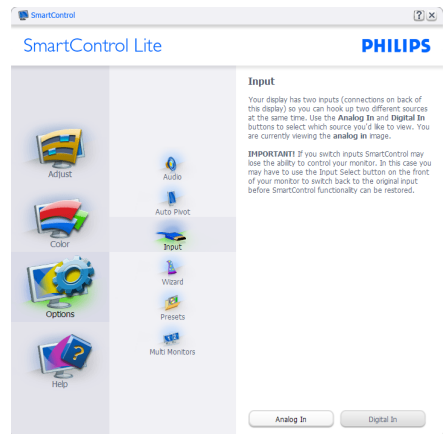 SmartControl
SmartControl Lite
PHILIPS
Adjust
Color
Options
Help
Audio
Auto Pivot
Input
Wizard
Presets
Multi Monitors
Input
Your display has two inputs (connections on back of
this display) so you can hook up two different sources
at the same time. Use the Analog In and Digital In
buttons to select which source you'd like to view. You
are currently viewing the analog in image.
IMPORTANT! If you switch inputs SmartControl may
lose the ability to control your monitor. In this case you
may have to use the Input Select button on the front
of your monitor to switch back to the original input
before SmartControl functionality can be restored.
Analog In
Digital In